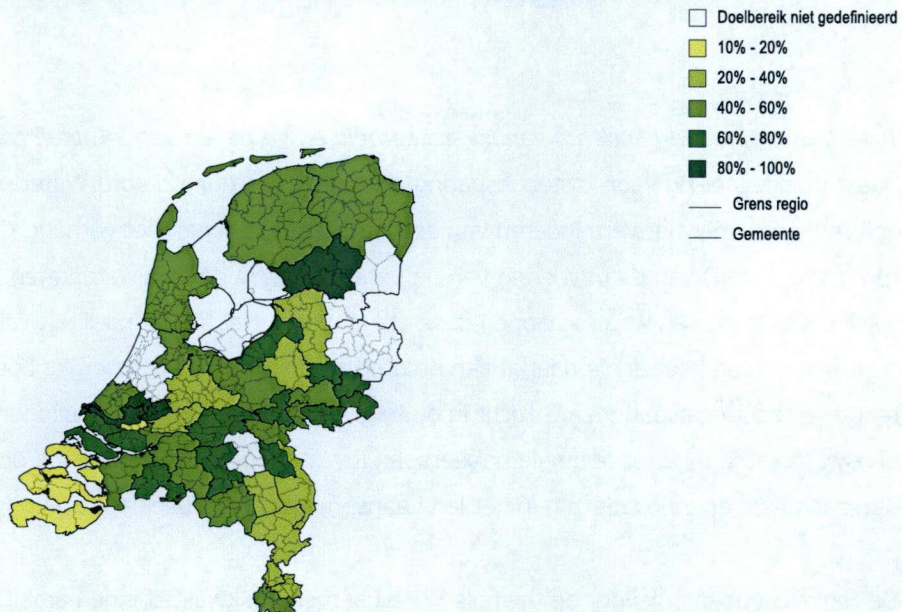 Doelbereik niet gedefinieerd
10% - 20%
20% - 40%
40% - 60%
60% - 80%
80% - 100%
Grens regio
Gemeente